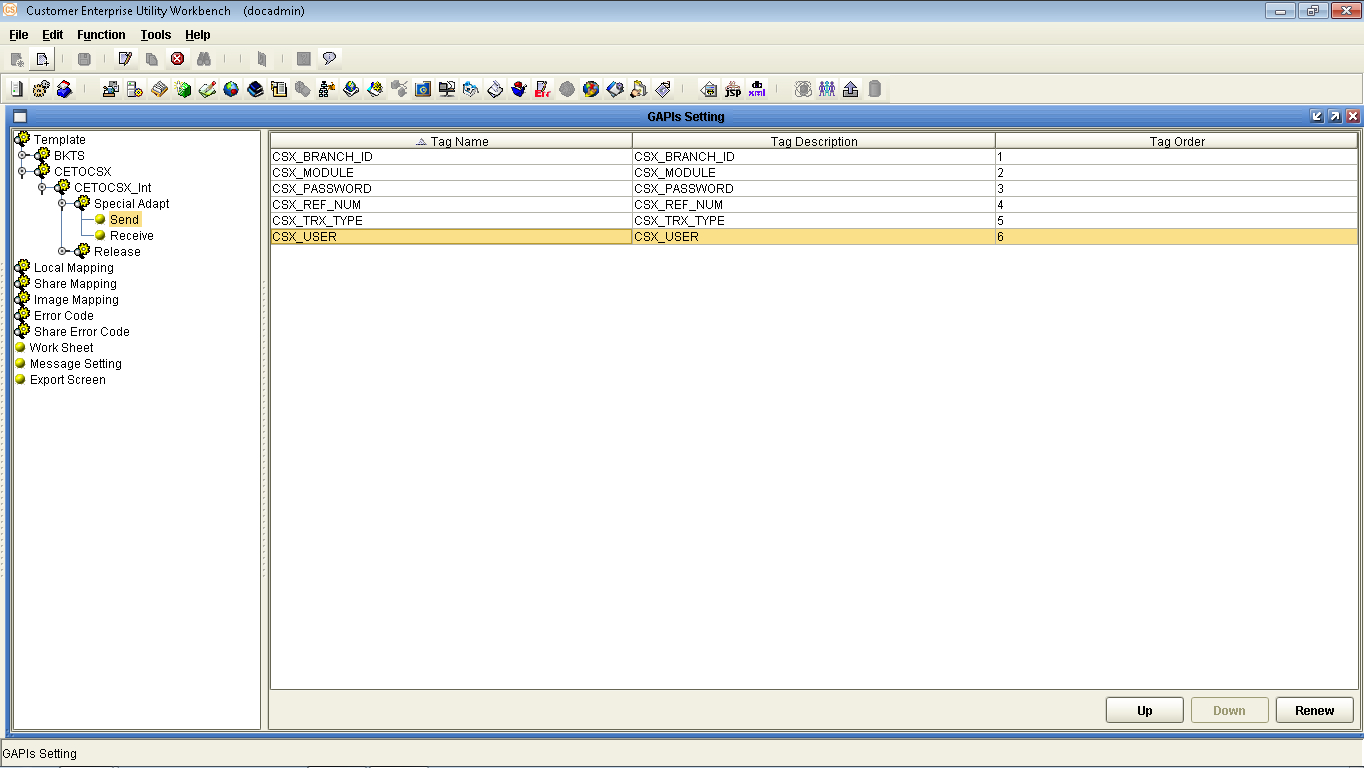 CS Customer Enterprise Utility Workbench (docadmin)
File Edit Function Tools Help
jsp xml
GAPIs Setting
Template
BKTS
CETOCSX
CETOCSX_Int
Special Adapt
Send
Receive
Release
Local Mapping
Share Mapping
Image Mapping
Error Code
Share Error Code
Work Sheet
Message Setting
Export Screen
Tag Name Tag Description Tag Order
CSX_BRANCH_ID CSX_BRANCH_ID 1
CSX_MODULE CSX_MODULE 2
CSX_PASSWORD CSX_PASSWORD 3
CSX_REF_NUM CSX_REF_NUM 4
CSX_TRX_TYPE CSX_TRX_TYPE 5
CSX_USER CSX_USER 6
Up Down Renew
GAPIs Setting